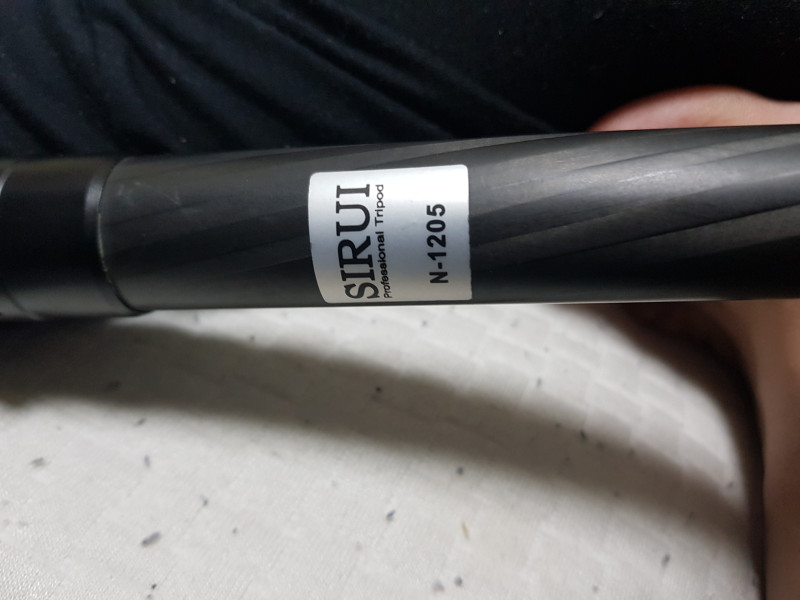 SIRUI
Professional Tripod
N-1205